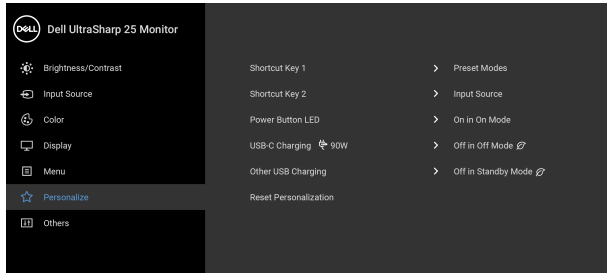 DELL Dell UltraSharp 25 Monitor
Brightness/Contrast
Input Source
Color
Display
Menu
Personalize
Others
Shortcut Key 1 Preset Modes
Shortcut Key 2 Input Source
Power Button LED On in On Mode
USB-C Charging 90W Off in Off Mode
Other USB Charging Off in Standby Mode
Reset Personalization